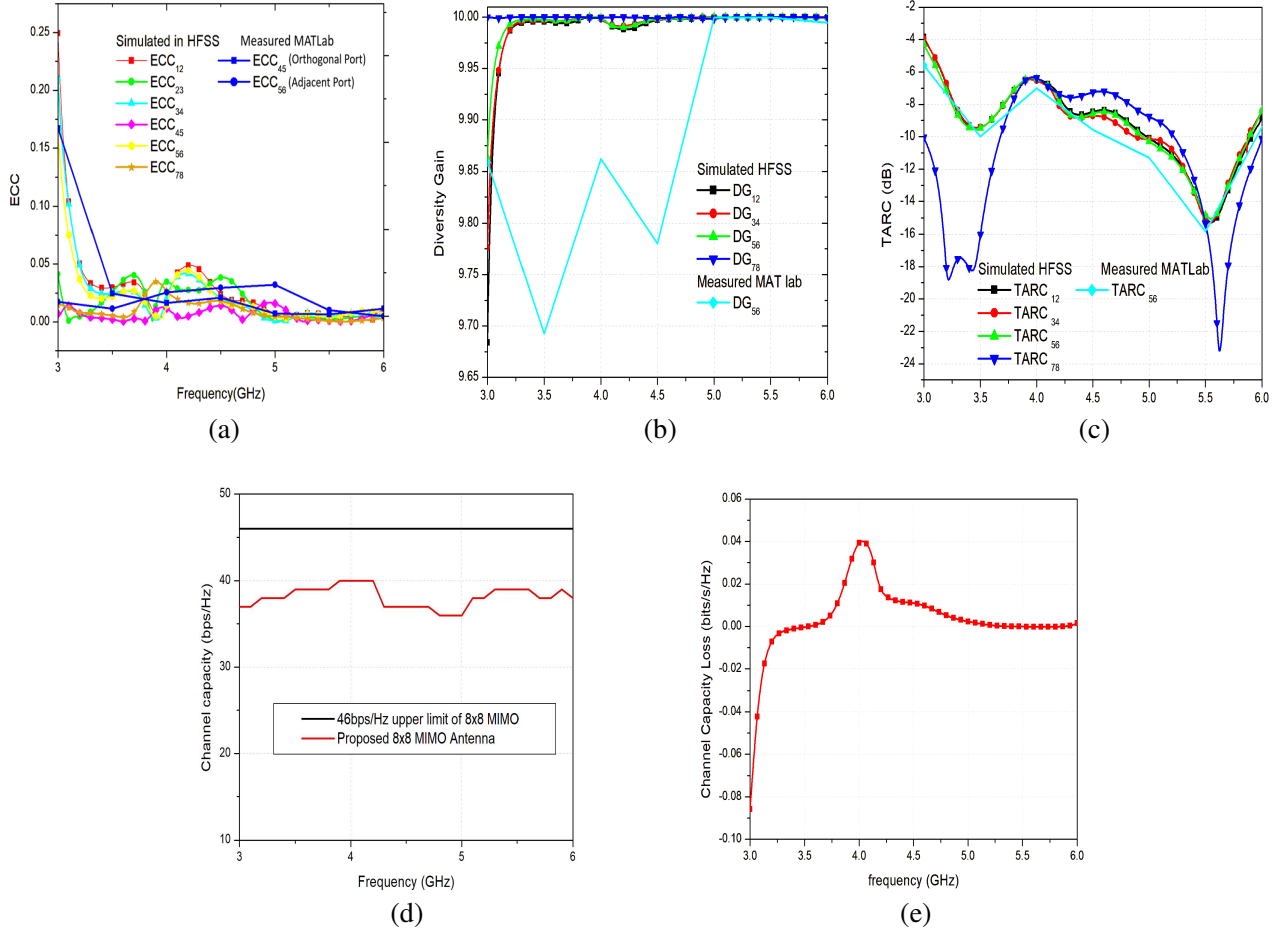 0.25
0.20
0.15
0.10
0.05
0.00
ECC
Simulated in HFSS
ECC12
ECC23
ECC34
ECC45
ECC56
ECC78
Measured MATLab
ECC45 (Orthogonal Port)
ECC56 (Adjacent Port)
3 4 5 6
Frequency(GHz)
(a)
10.00
9.95
9.90
9.85
9.80
9.75
9.70
9.65
Diversity Gain
Simulated HFSS
DG12
DG34
DG56
DG78
Measured MAT lab
DG56
3.0 3.5 4.0 4.5 5.0 5.5 6.0
(b)
-2
-4
-6
-8
-10
-12
-14
-16
-18
-20
-22
-24
TARC (dB)
Simulated HFSS
TARC12
TARC34
TARC56
TARC78
Measured MATLab
TARC56
3.0 3.5 4.0 4.5 5.0 5.5 6.0
(c)
50
40
30
20
10
Channel capacity (bps/Hz)
46bps/Hz upper limit of 8x8 MIMO
Proposed 8x8 MIMO Antenna
3 4 5 6
Frequency (GHz)
(d)
0.06
0.04
0.02
0.00
-0.02
-0.04
-0.06
-0.08
-0.10
Channel Capacity Loss (bits/s/Hz)
3.0 3.5 4.0 4.5 5.0 5.5 6.0
frequency (GHz)
(e)